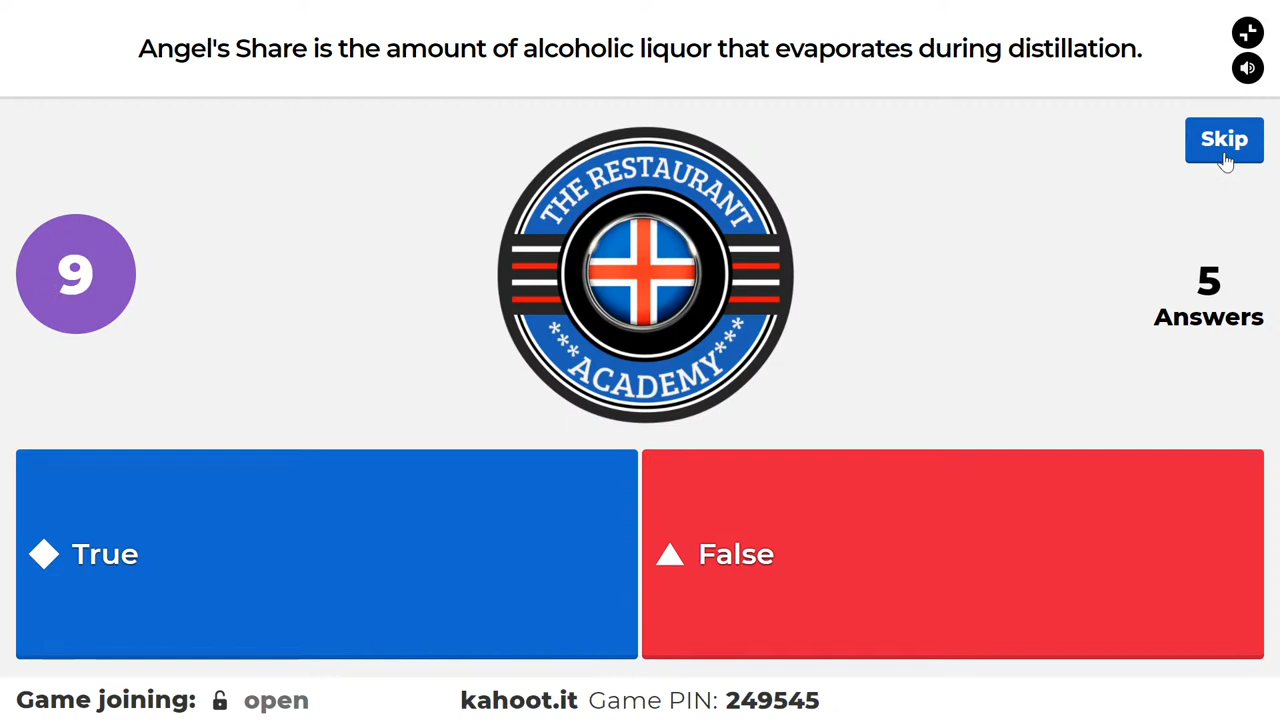 Angel's Share is the amount of alcoholic liquor that evaporates during distillation.
Skip
THE RESTAURANT
***ACADEMY***
9
5
Answers
True
False
Game joining: open
kahoot.it Game PIN: 249545